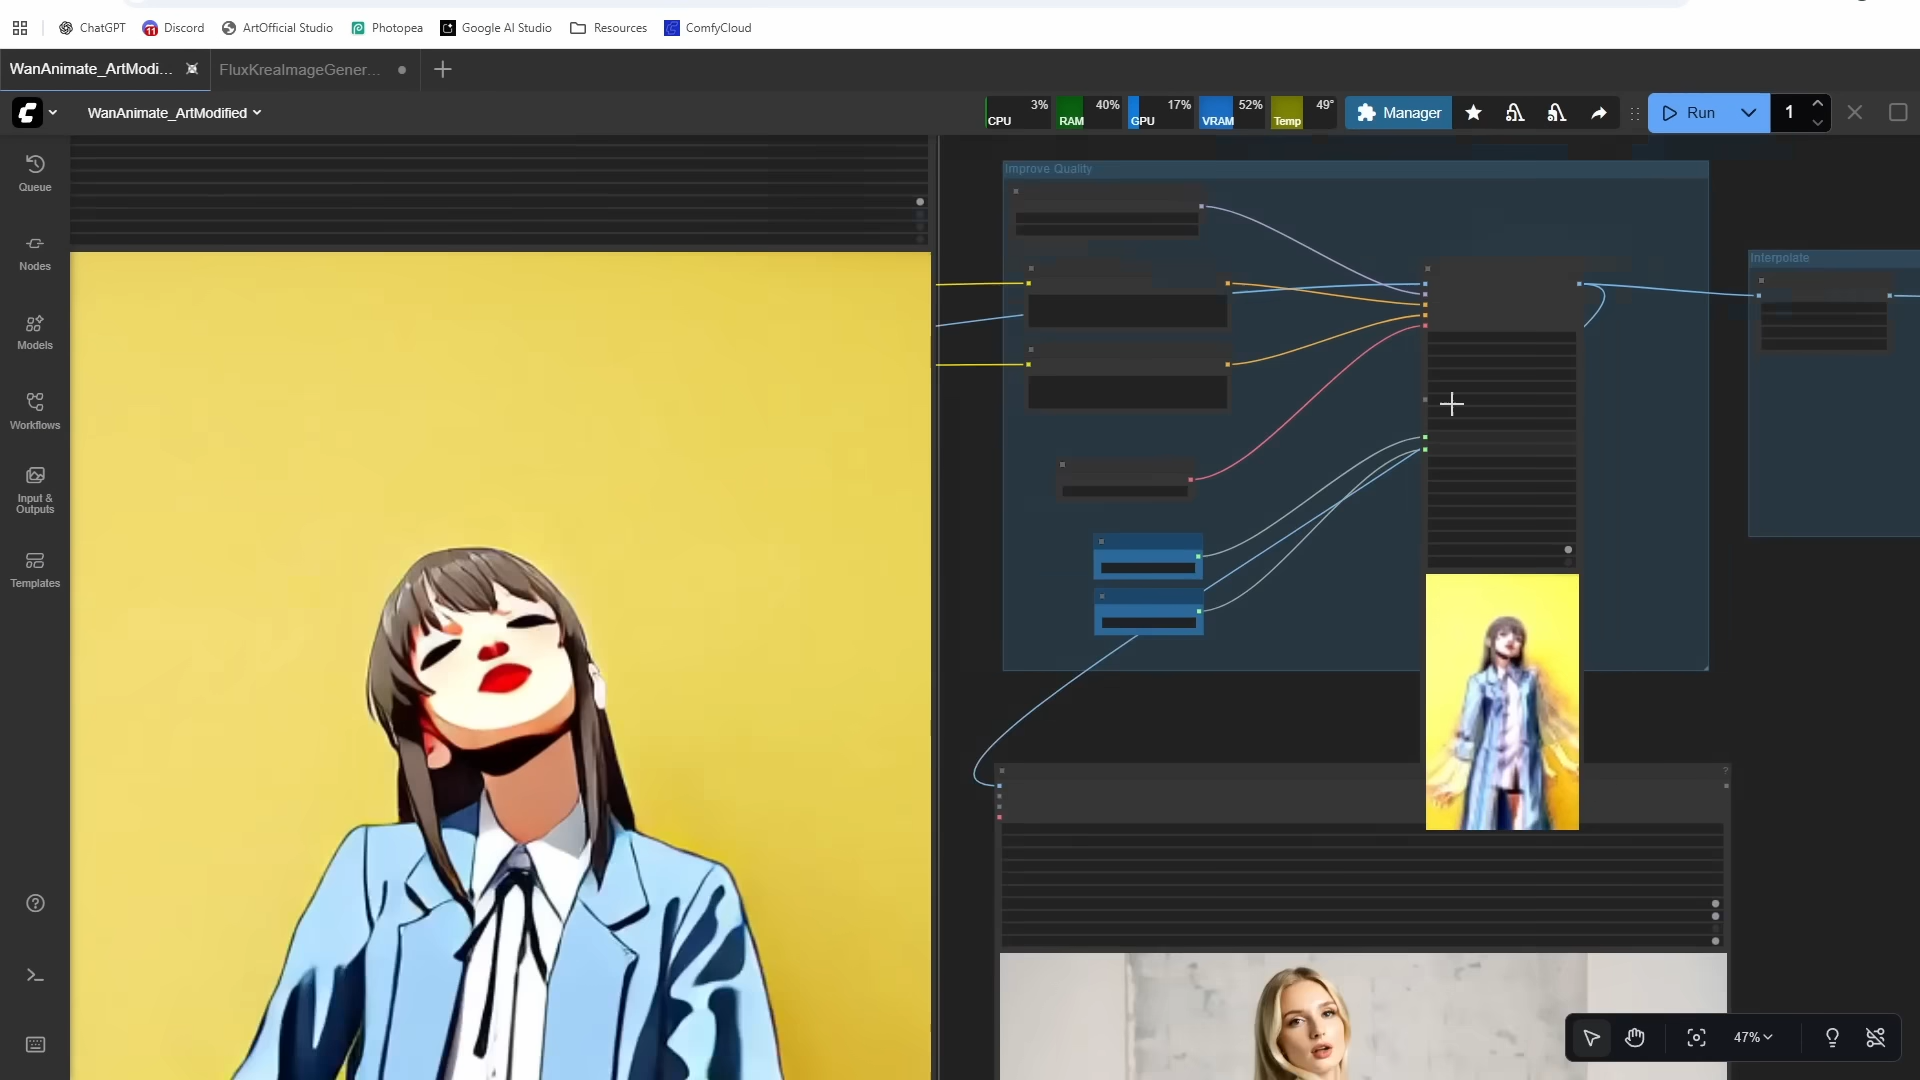 ChatGPT
11
Discord
ArtOfficial Studio
Photopea
Google AI Studio
Resources
ComfyCloud
WanAnimate_ArtModi...
FluxKreaImageGener...
WanAnimate_ArtModified
3%
CPU
40%
RAM
17%
GPU
52%
VRAM
49°
Temp
Manager
Run
1
Queue
Nodes
Models
Workflows
Input &
Outputs
Templates
Improve Quality
Interpolate
?
47%